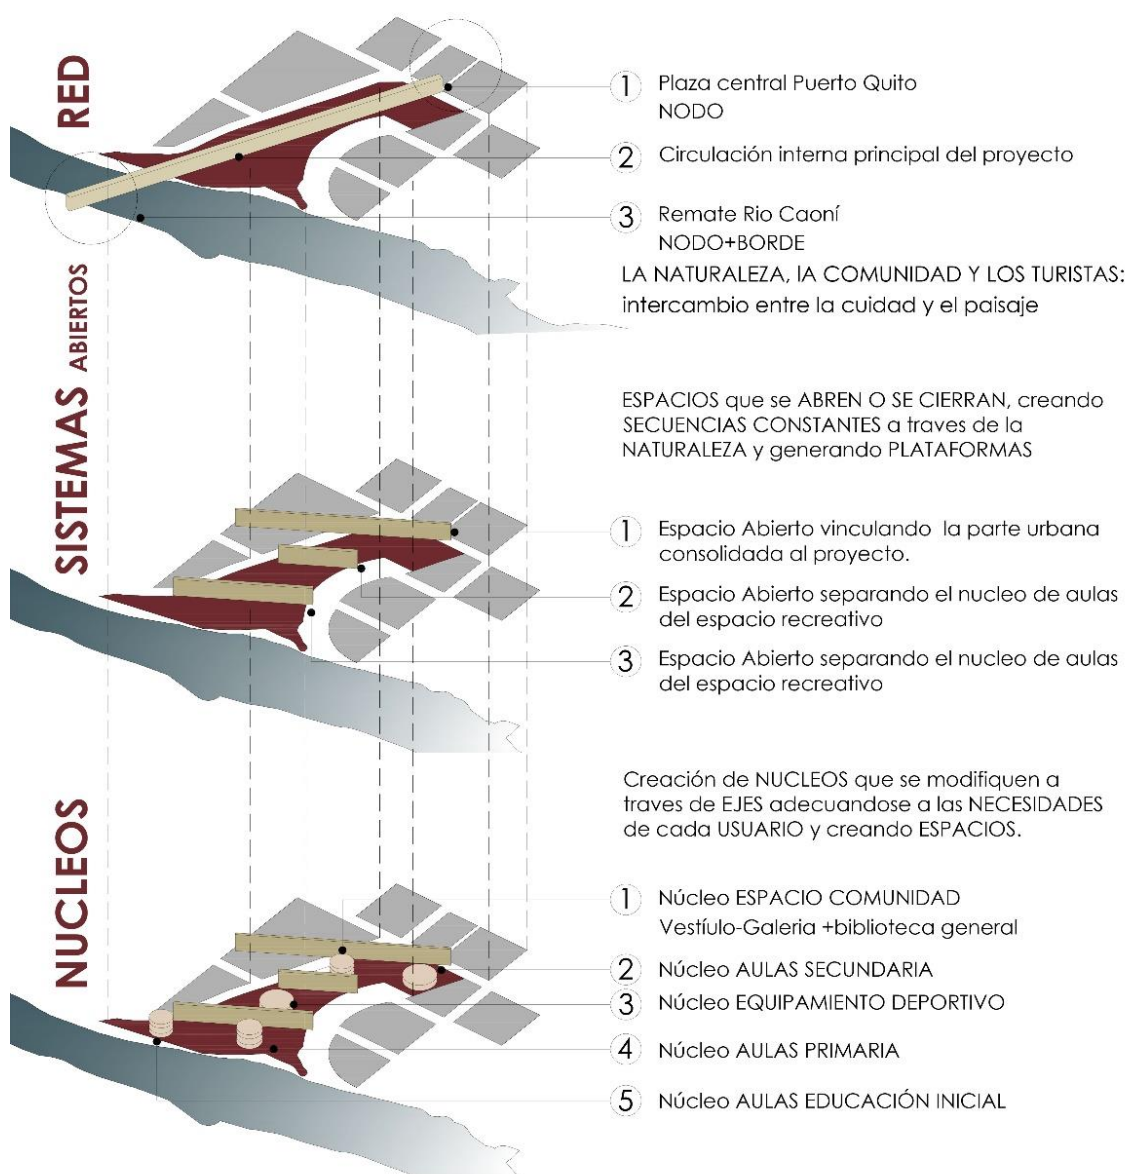 RED
1 Plaza central Puerto Quito
NODO
2 Circulación interna principal del proyecto
3 Remate Rio Caoní
NODO+BORDE
LA NATURALEZA, lA COMUNIDAD Y LOS TURISTAS:
intercambio entre la cuidad y el paisaje
SISTEMAS ABIERTOS
ESPACIOS que se ABREN O SE CIERRAN, creando
SECUENCIAS CONSTANTES a traves de la
NATURALEZA y generando PLATAFORMAS
1 Espacio Abierto vinculando la parte urbana
consolidada al proyecto.
2 Espacio Abierto separando el nucleo de aulas
del espacio recreativo
3 Espacio Abierto separando el nucleo de aulas
del espacio recreativo
NUCLEOS
Creación de NUCLEOS que se modifiquen a
traves de EJES adecuandose a las NECESIDADES
de cada USUARIO y creando ESPACIOS.
1 Núcleo ESPACIO COMUNIDAD
Vestíulo-Galeria +biblioteca general
2 Núcleo AULAS SECUNDARIA
3 Núcleo EQUIPAMIENTO DEPORTIVO
4 Núcleo AULAS PRIMARIA
5 Núcleo AULAS EDUCACIÓN INICIAL